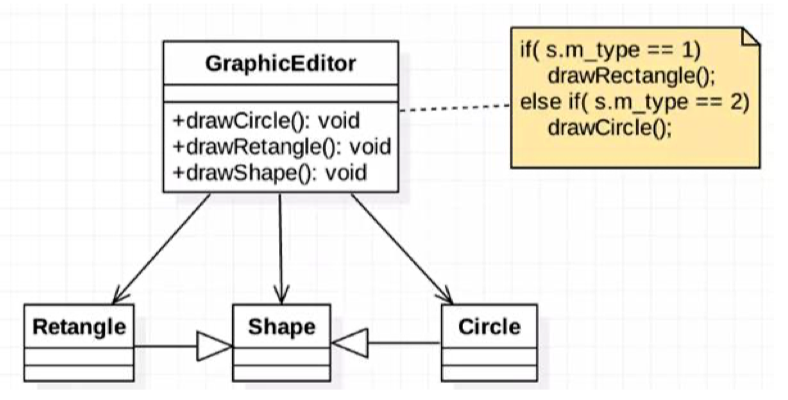 GraphicEditor
+drawCircle(): void
+drawRetangle(): void
+drawShape(): void
if( s.m_type == 1)
drawRectangle();
else if( s.m_type == 2)
drawCircle();
Retangle
Shape
Circle